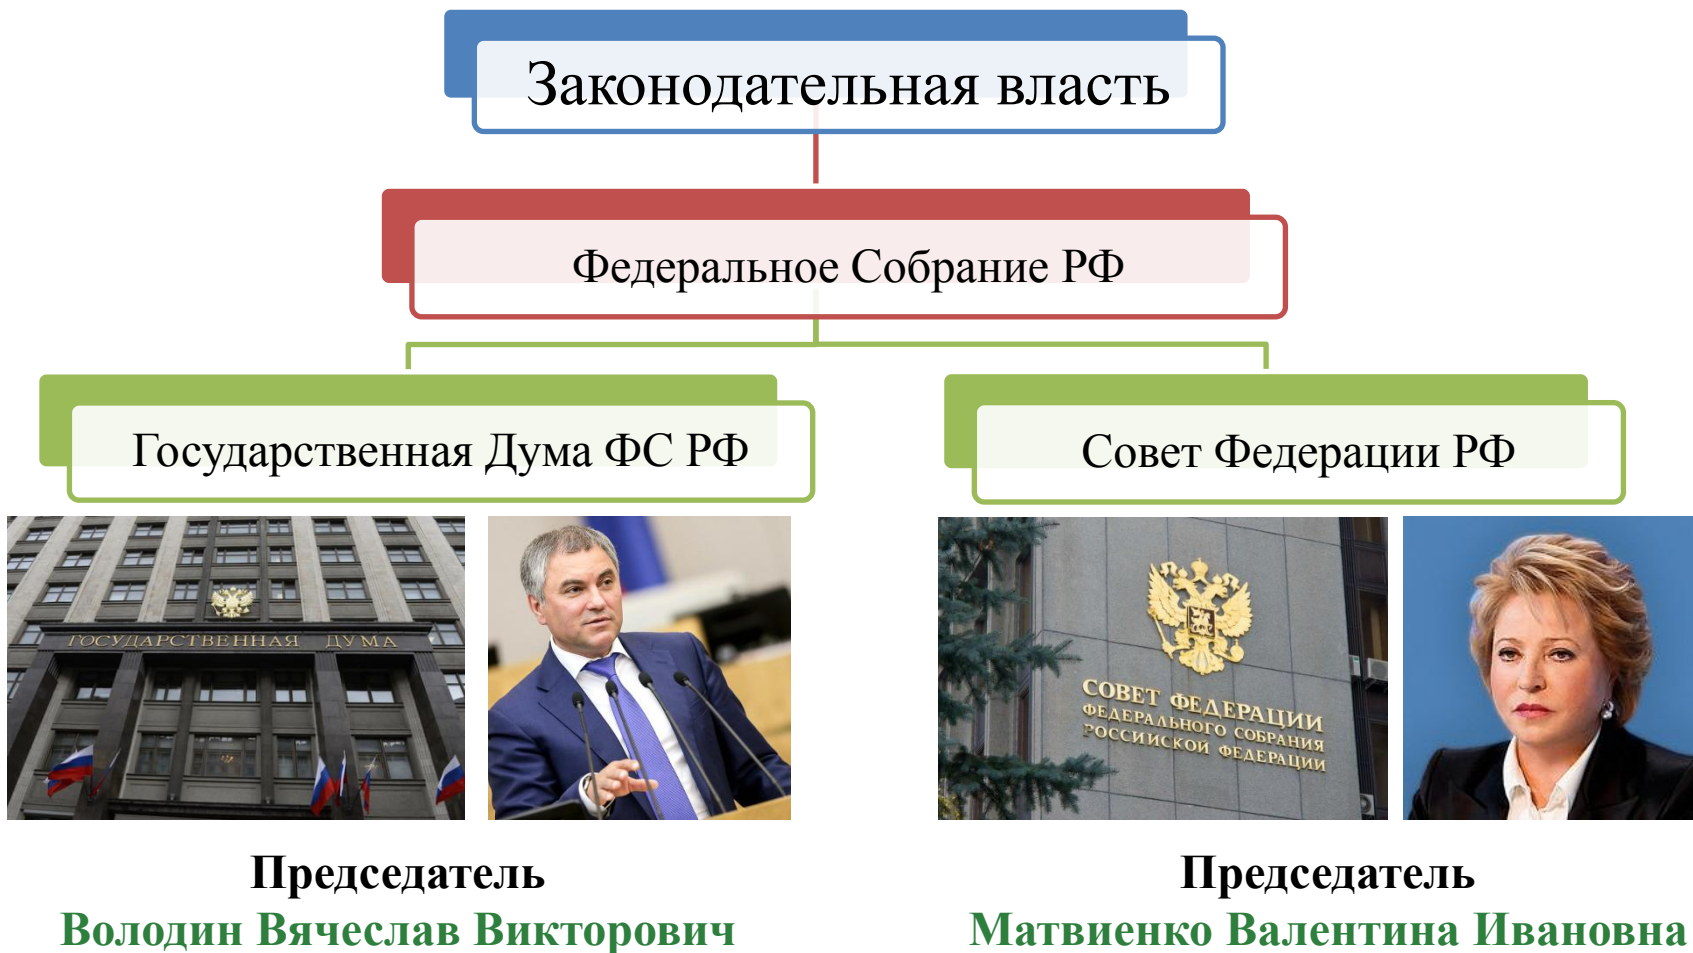 Законодательная власть
Федеральное Собрание РФ
Государственная Дума ФС РФ
Совет Федерации РФ
ГОСУДАРСТВЕННАЯ ДУМА
СОВЕТ ФЕДЕРАЦИИ
ФЕДЕРАЛЬНОГО СОБРАНИЯ
РОССИЙСКОЙ ФЕДЕРАЦИИ
Председатель
Володин Вячеслав Викторович
Председатель
Матвиенко Валентина Ивановна